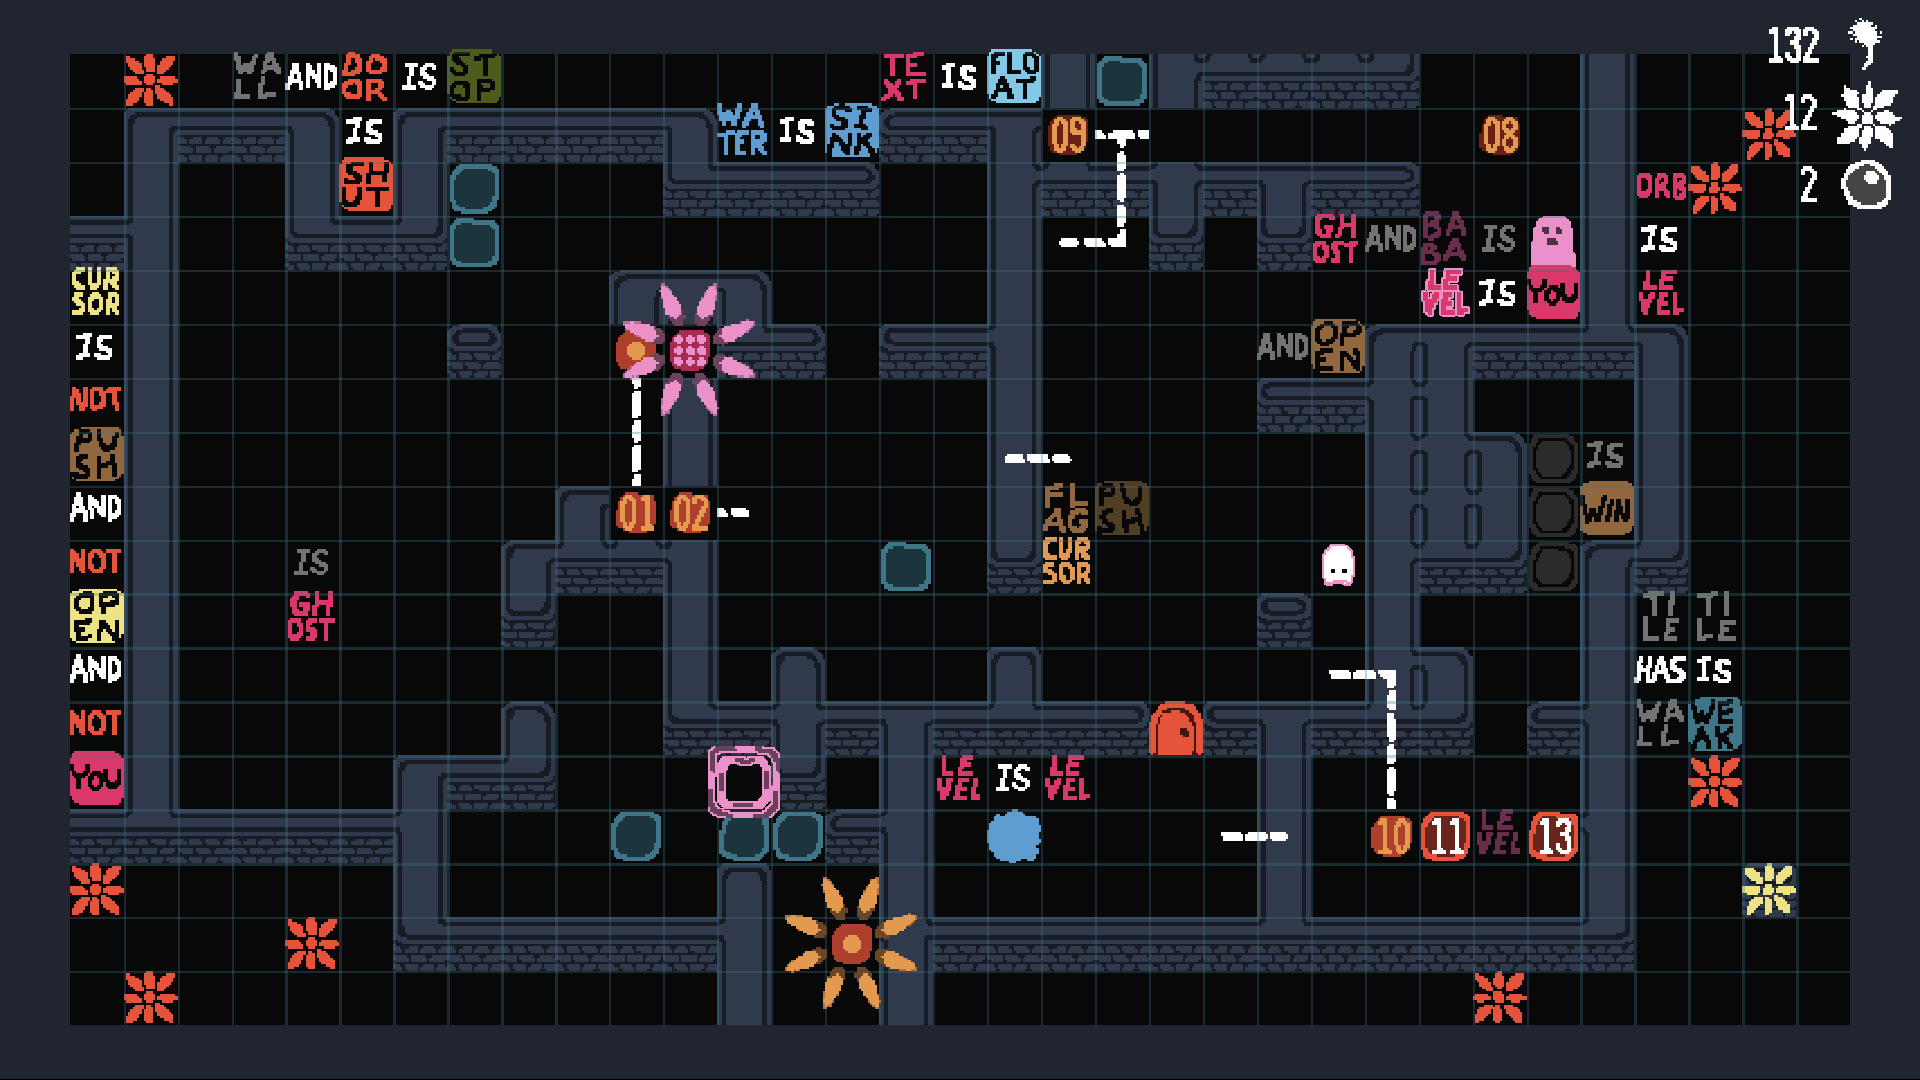 132
WALL AND DOOR IS STOP
TEXT IS FLOAT
12
IS
WATER IS SINK
09
08
SHUT
ORB
2
GHOST AND BABA IS
IS
CURSOR
LEVEL IS YOU
LEVEL
IS
AND OPEN
NOT
PUSH
IS
AND
01 02
FLAG PUSH
WIN
NOT
IS
CURSOR
OPEN
GHOST
TILE TILE
AND
HAS IS
NOT
WALL WEAK
YOU
LEVEL IS LEVEL
10 11 LEVEL 13